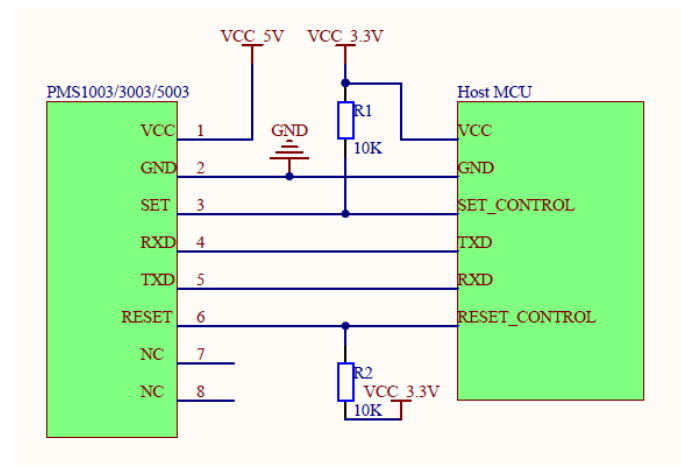 VCC_5V VCC_3.3V
PMS1003/3003/5003 Host MCU
R1
VCC 1 GND VCC
10K
GND 2 GND
SET 3 SET_CONTROL
RXD 4 TXD
TXD 5 RXD
RESET 6 RESET_CONTROL
NC 7
R2
NC 8 VCC_3.3V
10K